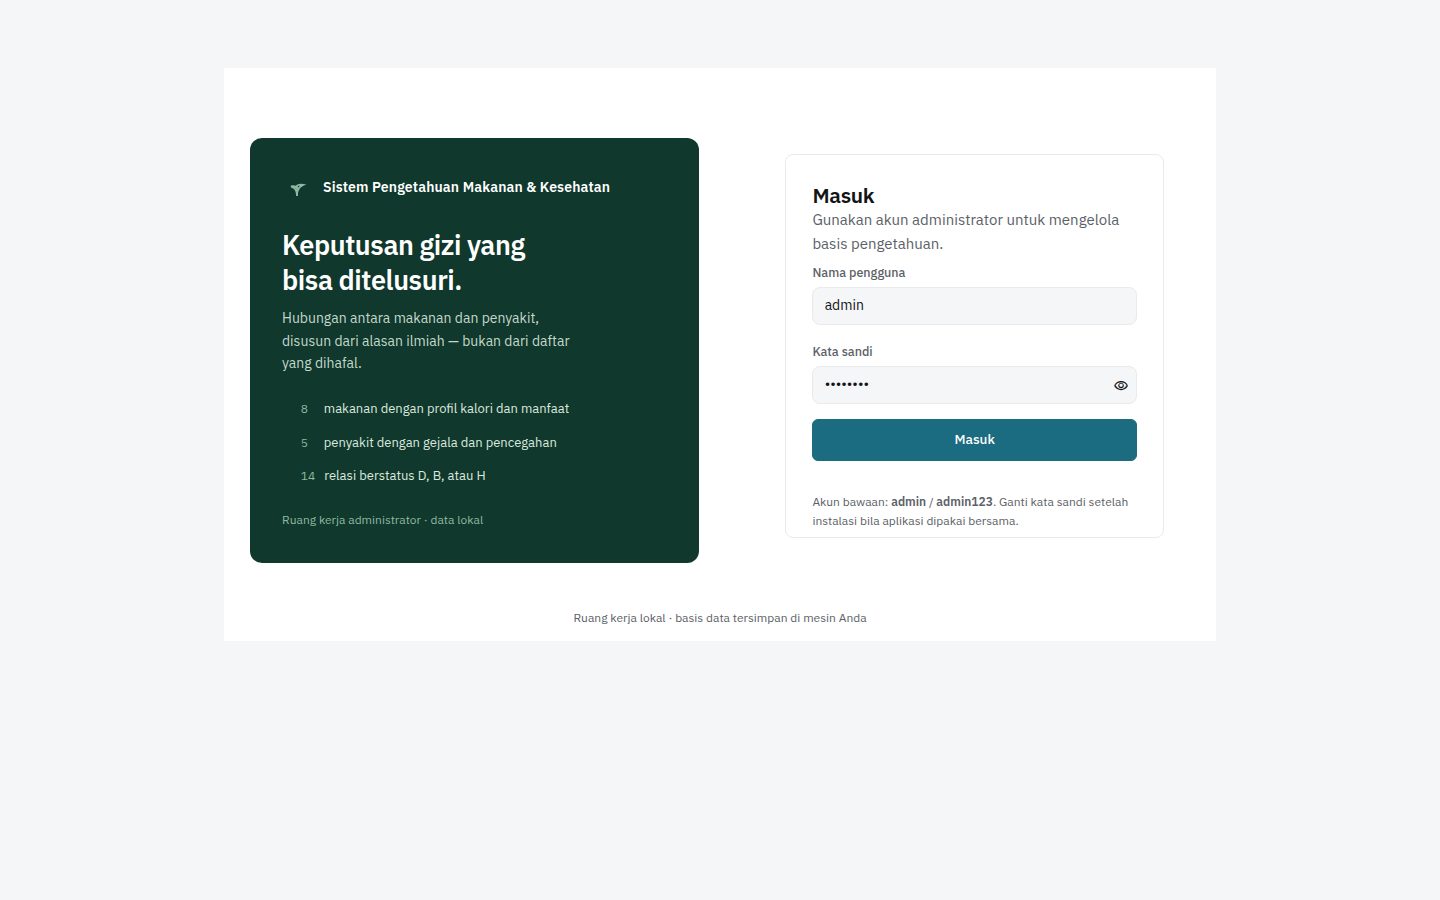 Sistem Pengetahuan Makanan & Kesehatan
Keputusan gizi yang
bisa ditelusuri.
Hubungan antara makanan dan penyakit,
disusun dari alasan ilmiah — bukan dari daftar
yang dihafal.
8 makanan dengan profil kalori dan manfaat
5 penyakit dengan gejala dan pencegahan
14 relasi berstatus D, B, atau H
Ruang kerja administrator · data lokal
Masuk
Gunakan akun administrator untuk mengelola
basis pengetahuan.
Nama pengguna
admin
Kata sandi
••••••••
Masuk
Akun bawaan: admin / admin123. Ganti kata sandi setelah
instalasi bila aplikasi dipakai bersama.
Ruang kerja lokal · basis data tersimpan di mesin Anda